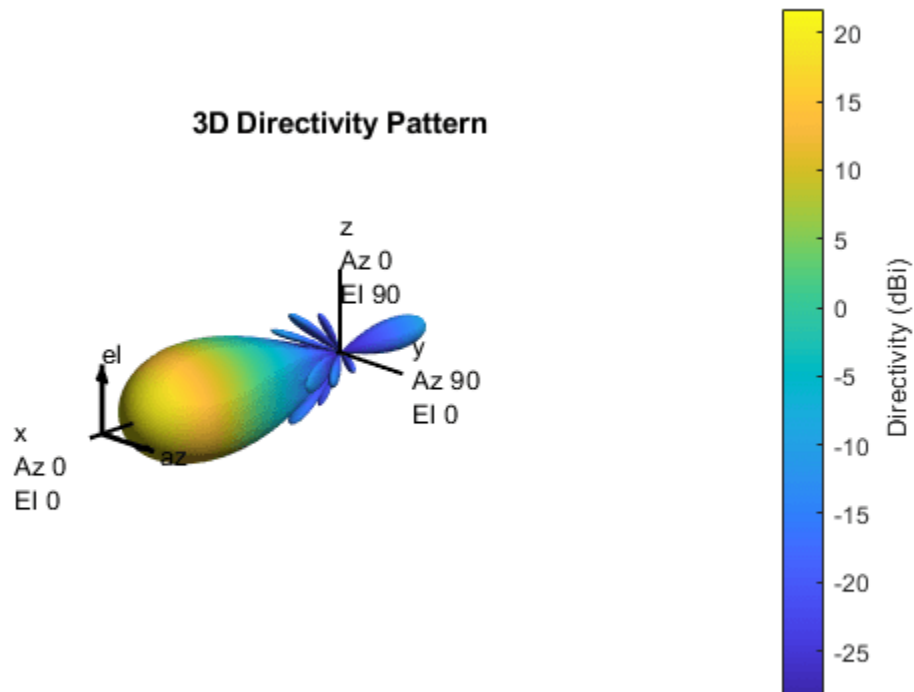 3D Directivity Pattern
z
Az 0
El 90
y
Az 90
El 0
el
az
x
Az 0
El 0
20
15
10
5
0
-5
-10
-15
-20
-25
Directivity (dBi)